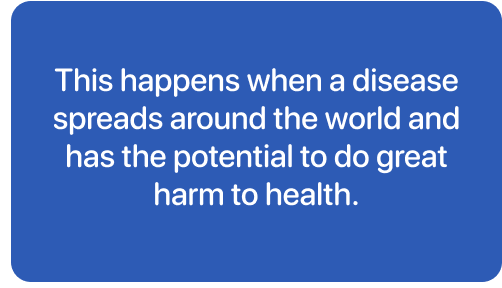 This happens when a disease
spreads around the world and
has the potential to do great
harm to health.